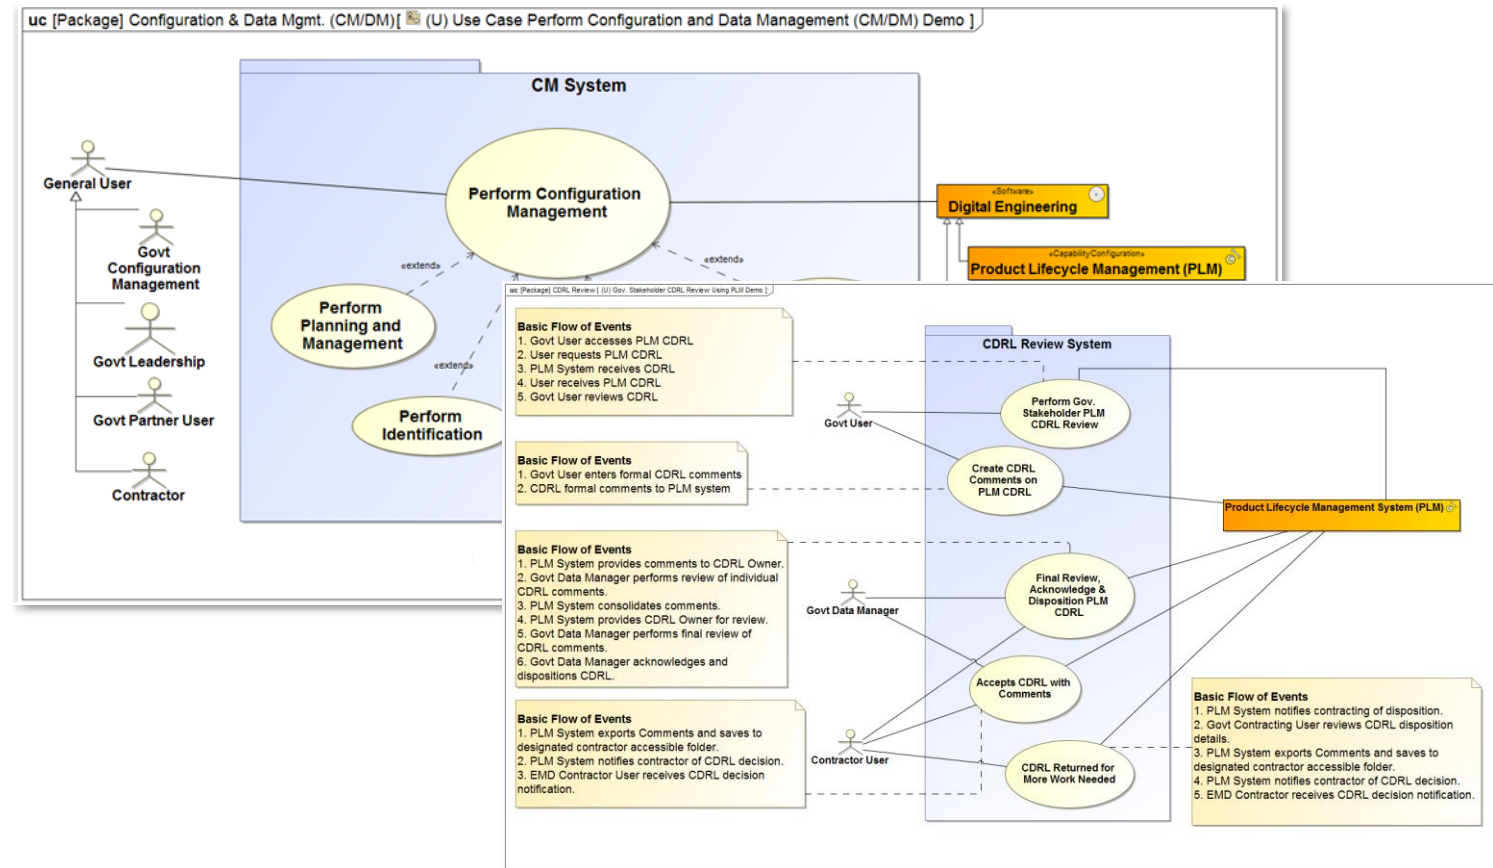 uc [Package] Configuration & Data Mgmt. (CM/DM)[ (U) Use Case Perform Configuration and Data Management (CM/DM) Demo ]
CM System
General User
Govt
Configuration
Management
Govt Leadership
Govt Partner User
Contractor
Perform Configuration
Management
«extend»
«extend»
«extend»
Perform
Planning and
Management
Perform
Identification
«Software»
Digital Engineering
«CapabilityConfiguration»
Product Lifecycle Management (PLM)
uc [Package] CDRL Review [ (U) Gov. Stakeholder CDRL Review Using PLM Demo ]
Basic Flow of Events
1. Govt User accesses PLM CDRL
2. User requests PLM CDRL
3. PLM System receives CDRL
4. User receives PLM CDRL
5. Govt User reviews CDRL
Basic Flow of Events
1. Govt User enters formal CDRL comments
2. CDRL formal comments to PLM system
Basic Flow of Events
1. PLM System provides comments to CDRL Owner.
2. Govt Data Manager performs review of individual
CDRL comments.
3. PLM System consolidates comments.
4. PLM System provides CDRL Owner for review.
5. Govt Data Manager performs final review of
CDRL comments.
6. Govt Data Manager acknowledges and
dispositions CDRL.
Basic Flow of Events
1. PLM System exports Comments and saves to
designated contractor accessible folder.
2. PLM System notifies contractor of CDRL decision.
3. EMD Contractor User receives CDRL decision
notification.
Govt User
Govt Data Manager
Contractor User
CDRL Review System
Perform Gov.
Stakeholder PLM
CDRL Review
Create CDRL
Comments on
PLM CDRL
Final Review,
Acknowledge &
Disposition PLM
CDRL
Accepts CDRL with
Comments
CDRL Returned for
More Work Needed
Product Lifecycle Management System (PLM)
Basic Flow of Events
1. PLM System notifies contracting of disposition.
2. Govt Contracting User reviews CDRL disposition
details.
3. PLM System exports Comments and saves to
designated contractor accessible folder.
4. PLM System notifies contractor of CDRL decision.
5. EMD Contractor receives CDRL decision notification.